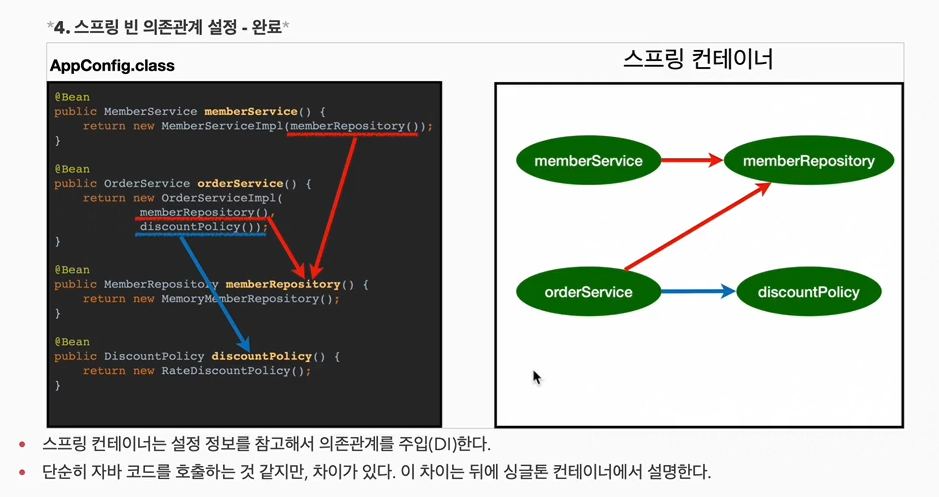 *4. 스프링 빈 의존관계 설정 - 완료*
AppConfig.class
@Bean
public MemberService memberService() {
    return new MemberServiceImpl(memberRepository());
}
@Bean
public OrderService orderService() {
    return new OrderServiceImpl(
            memberRepository(),
            discountPolicy());
}
@Bean
public MemberRepository memberRepository() {
    return new MemoryMemberRepository();
}
@Bean
public DiscountPolicy discountPolicy() {
    return new RateDiscountPolicy();
}
스프링 컨테이너
memberService
memberRepository
orderService
discountPolicy
• 스프링 컨테이너는 설정 정보를 참고해서 의존관계를 주입(DI)한다.
• 단순히 자바 코드를 호출하는 것 같지만, 차이가 있다. 이 차이는 뒤에 싱글톤 컨테이너에서 설명한다.